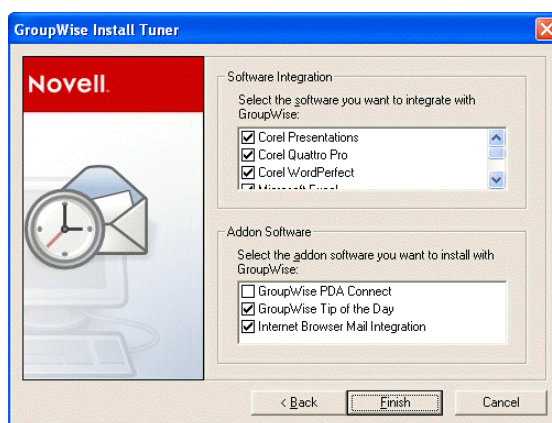 GroupWise Install Tuner
Novell.
Software Integration
Select the software you want to integrate with
GroupWise:
Corel Presentations
Corel Quattro Pro
Corel WordPerfect
Microsoft Excel
Addon Software
Select the addon software you want to install with
GroupWise:
GroupWise PDA Connect
GroupWise Tip of the Day
Internet Browser Mail Integration
< Back
Finish
Cancel